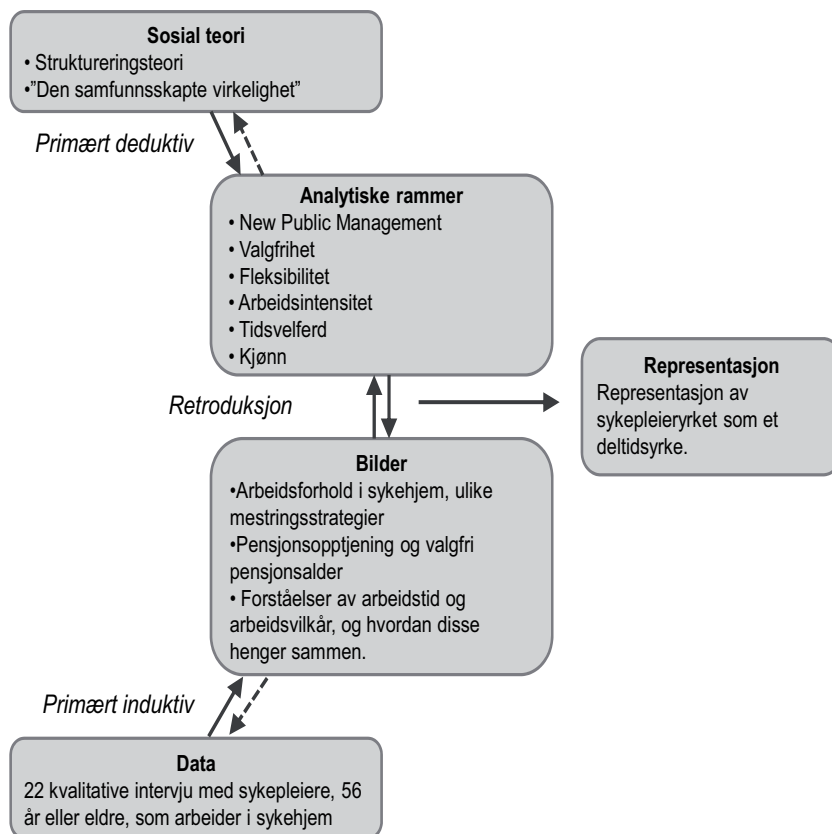 Sosial teori
• Struktureringsteori
•”Den samfunnsskapte virkelighet”
Primært deduktiv
Analytiske rammer
• New Public Management
• Valgfrihet
• Fleksibilitet
• Arbeidsintensitet
• Tidsvelferd
• Kjønn
Retroduksjon
Representasjon
Representasjon av
sykepleieryrket som et
deltidsyrke.
Bilder
•Arbeidsforhold i sykehjem, ulike
mestringsstrategier
•Pensjonsopptjening og valgfri
pensjonsalder
• Forståelser av arbeidstid og
arbeidsvilkår, og hvordan disse
henger sammen.
Primært induktiv
Data
22 kvalitative intervju med sykepleiere, 56
år eller eldre, som arbeider i sykehjem